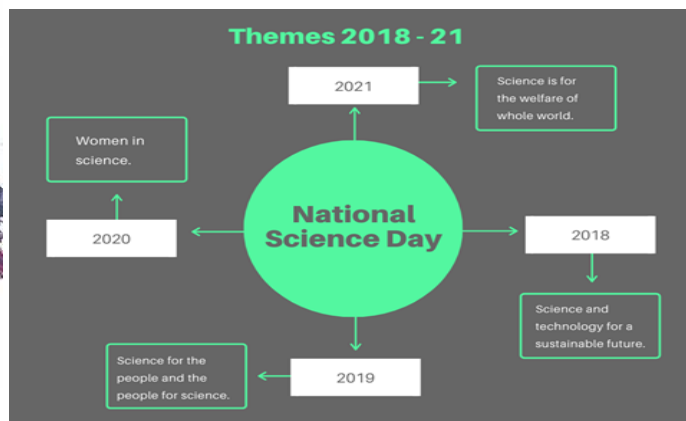 Themes 2018 - 21
2021
Science is for
the welfare of
whole world.
Women in
science.
2020
National
Science Day
2018
Science and
technology for a
sustainable future.
2019
Science for the
people and the
people for science.